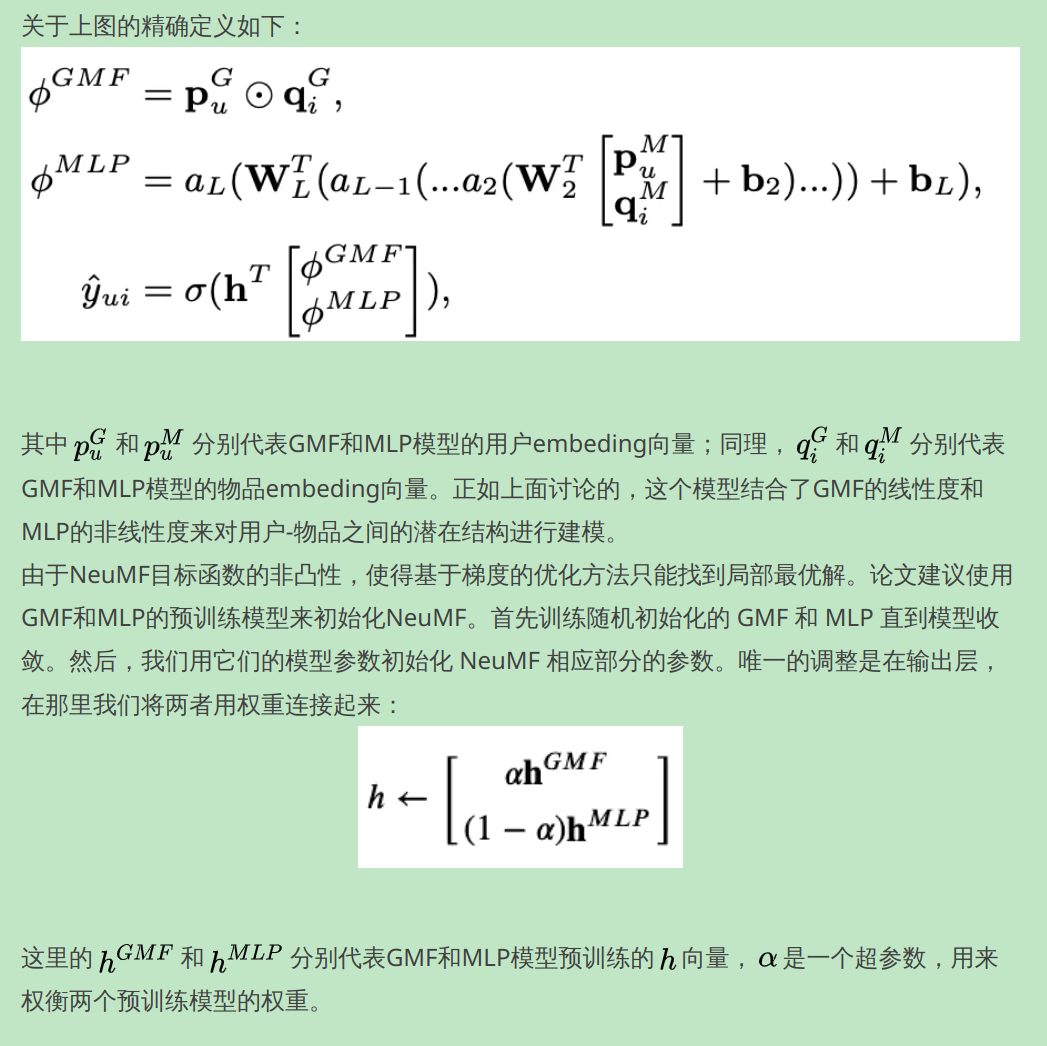 关于上图的精确定义如下：
$\phi^{GMF} = \mathbf{p}_u^G \odot \mathbf{q}_i^G,$
$\phi^{MLP} = a_L(\mathbf{W}_L^T(a_{L-1}(...a_2(\mathbf{W}_2^T \begin{bmatrix} \mathbf{p}_u^M \\ \mathbf{q}_i^M \end{bmatrix} + \mathbf{b}_2)...)) + \mathbf{b}_L),$
$\hat{y}_{ui} = \sigma(\mathbf{h}^T \begin{bmatrix} \phi^{GMF} \\ \phi^{MLP} \end{bmatrix}),$
其中 $p_u^G$ 和 $p_u^M$ 分别代表GMF和MLP模型的用户embeding向量；同理， $q_i^G$ 和 $q_i^M$ 分别代表
GMF和MLP模型的物品embeding向量。正如上面讨论的，这个模型结合了GMF的线性度和
MLP的非线性度来对用户-物品之间的潜在结构进行建模。
由于NeuMF目标函数的非凸性，使得基于梯度的优化方法只能找到局部最优解。论文建议使用
GMF和MLP的预训练模型来初始化NeuMF。首先训练随机初始化的 GMF 和 MLP 直到模型收
敛。然后，我们用它们的模型参数初始化 NeuMF 相应部分的参数。唯一的调整是在输出层，
在那里我们将两者用权重连接起来：
$h \leftarrow \begin{bmatrix} \alpha \mathbf{h}^{GMF} \\ (1 - \alpha)\mathbf{h}^{MLP} \end{bmatrix}$
这里的 $h^{GMF}$ 和 $h^{MLP}$ 分别代表GMF和MLP模型预训练的 $h$ 向量， $\alpha$ 是一个超参数，用来
权衡两个预训练模型的权重。